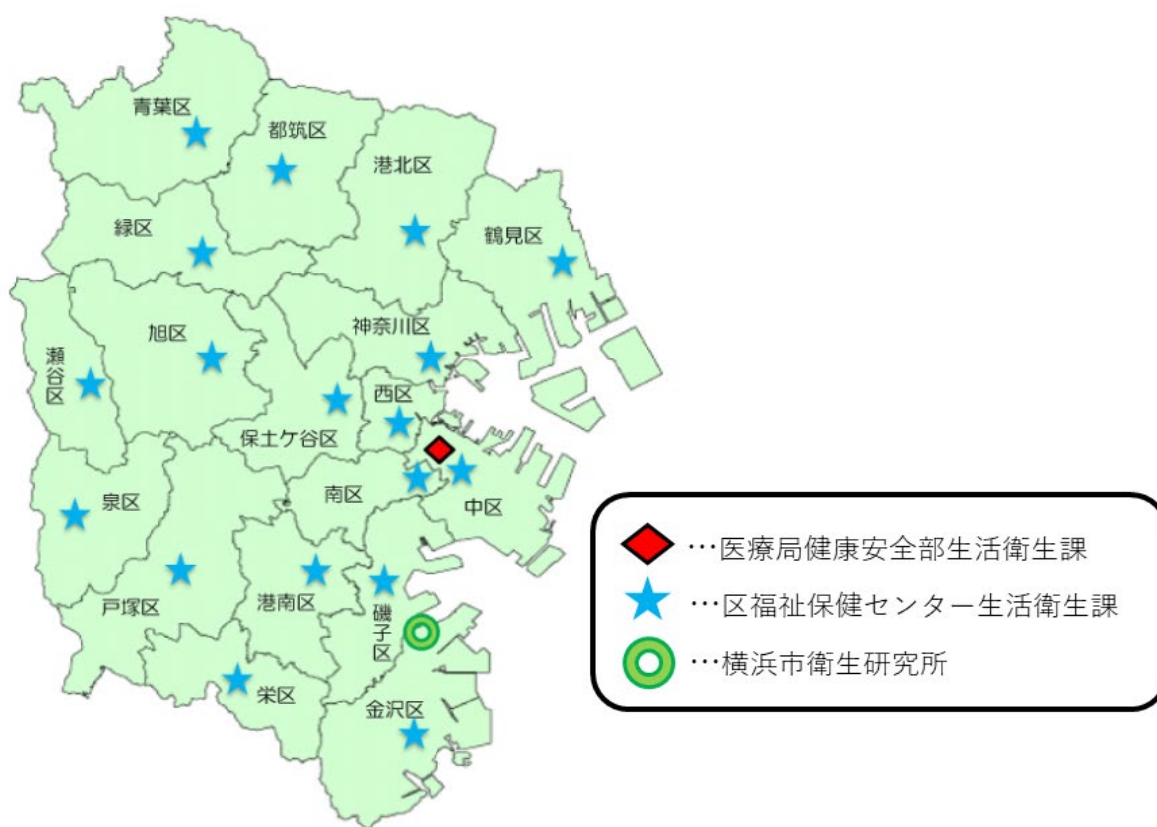 青葉区
都筑区
港北区
緑区
鶴見区
神奈川区
旭区
瀬谷区
西区
保土ケ谷区
南区
中区
泉区
戸塚区
港南区
磯子区
栄区
金沢区
…医療局健康安全部生活衛生課
…区福祉保健センター生活衛生課
…横浜市衛生研究所